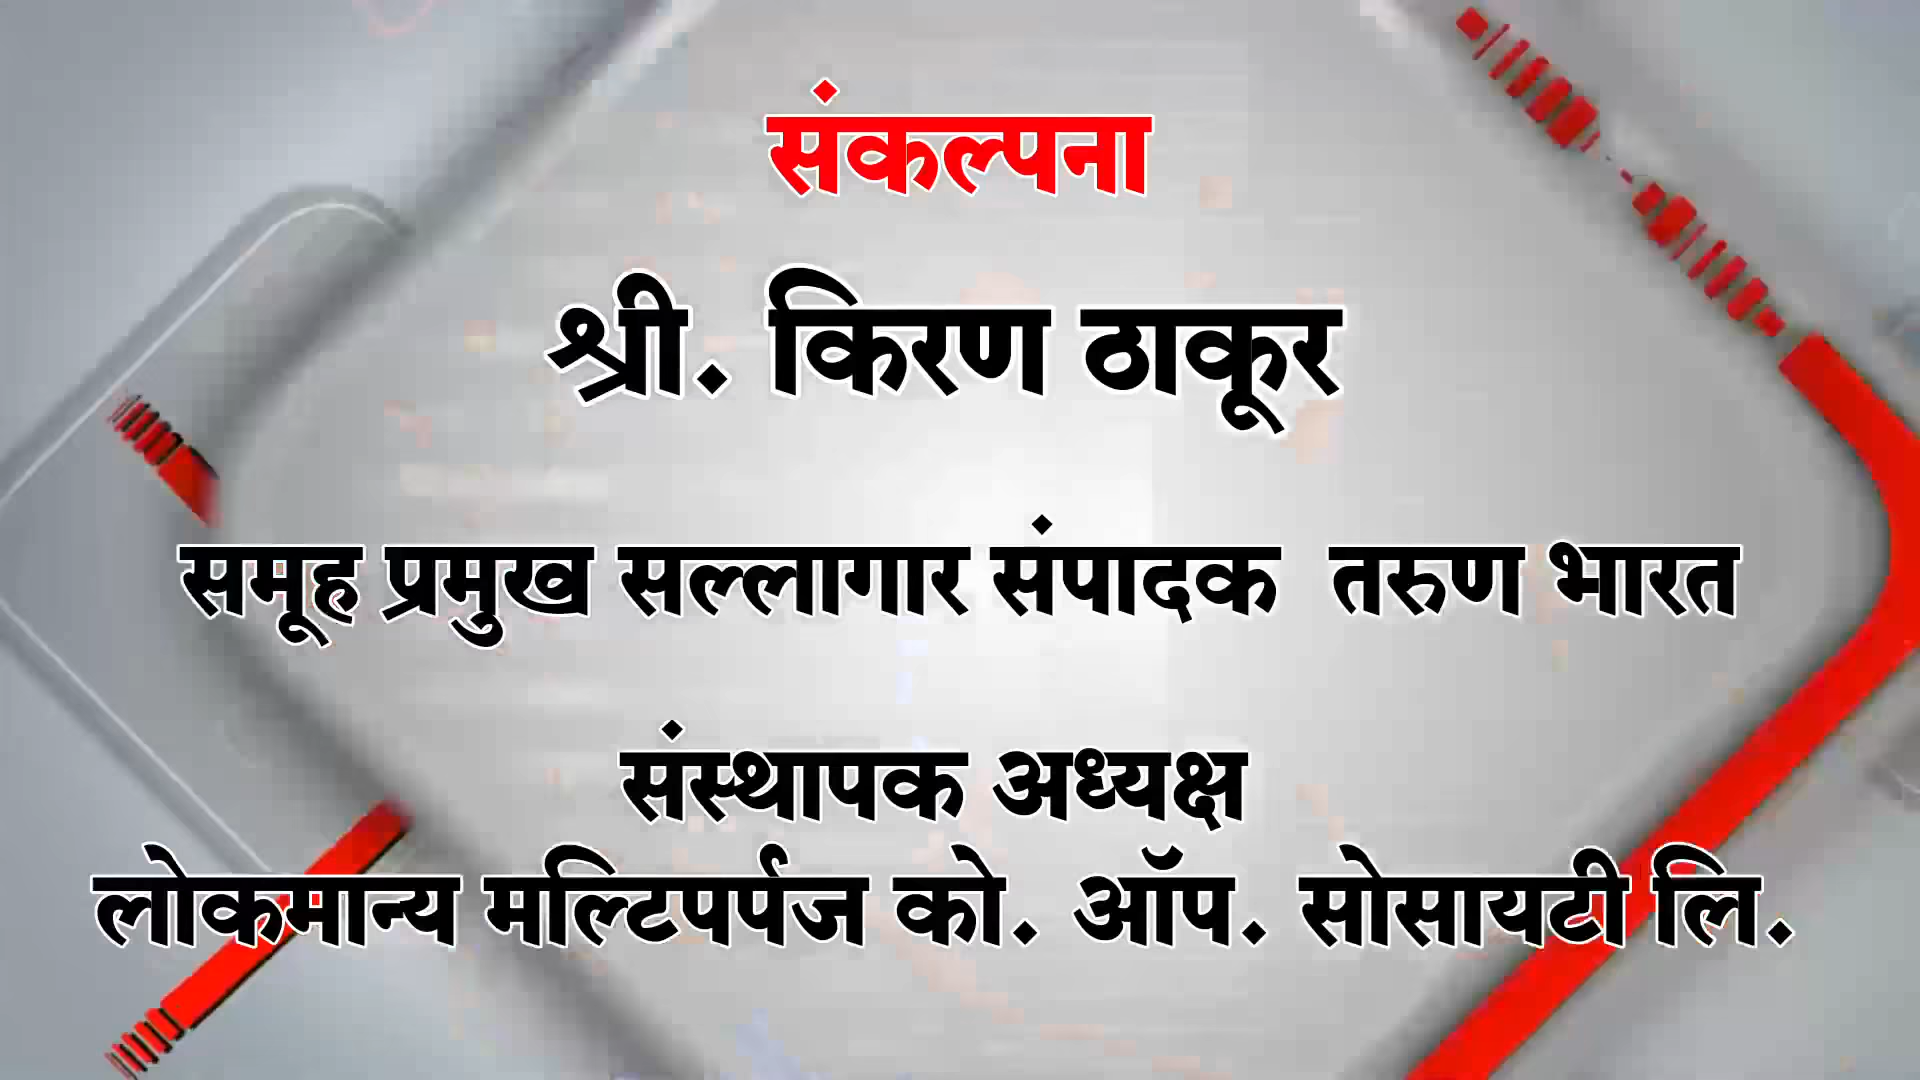 संकल्पना
श्री. किरण ठाकूर
समूह प्रमुख सल्लागार संपादक तरुण भारत
संस्थापक अध्यक्ष
लोकमान्य मल्टिपर्पज को. ऑप. सोसायटी लि.